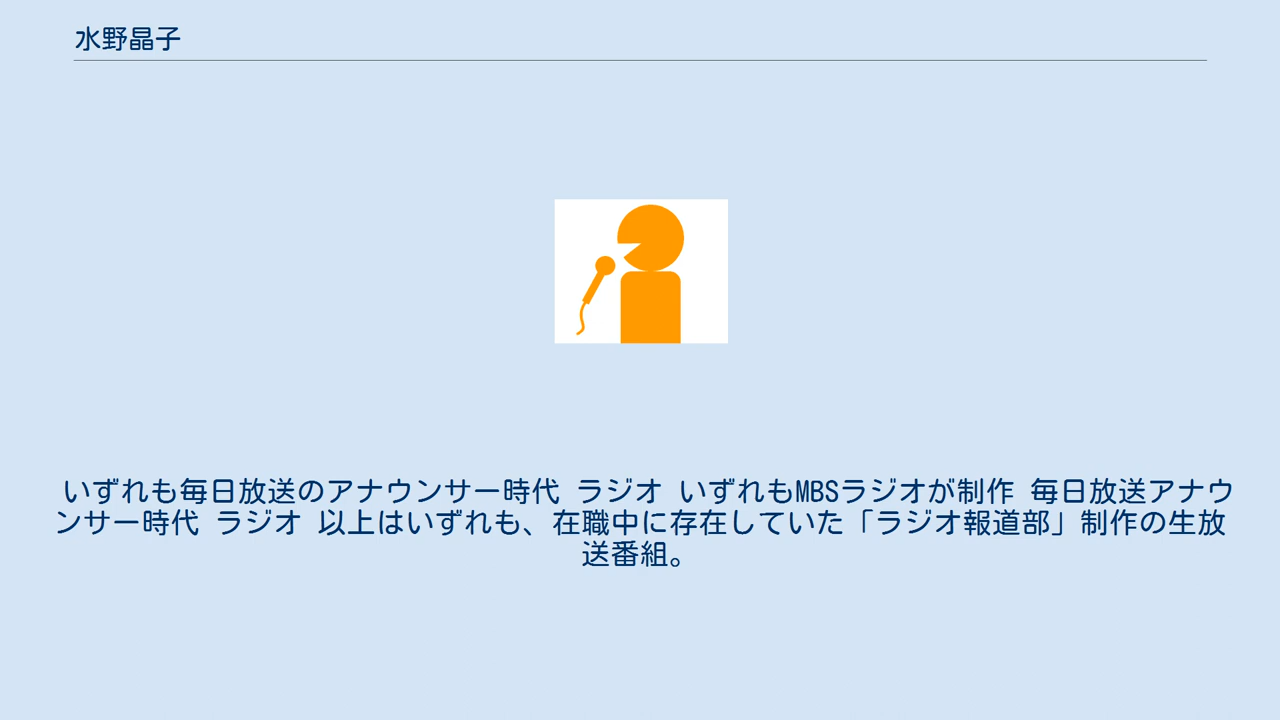 水野晶子
いずれも毎日放送のアナウンサー時代 ラジオ いずれもMBSラジオが制作 毎日放送アナウ
ンサー時代 ラジオ 以上はいずれも、在職中に存在していた「ラジオ報道部」制作の生放
送番組。